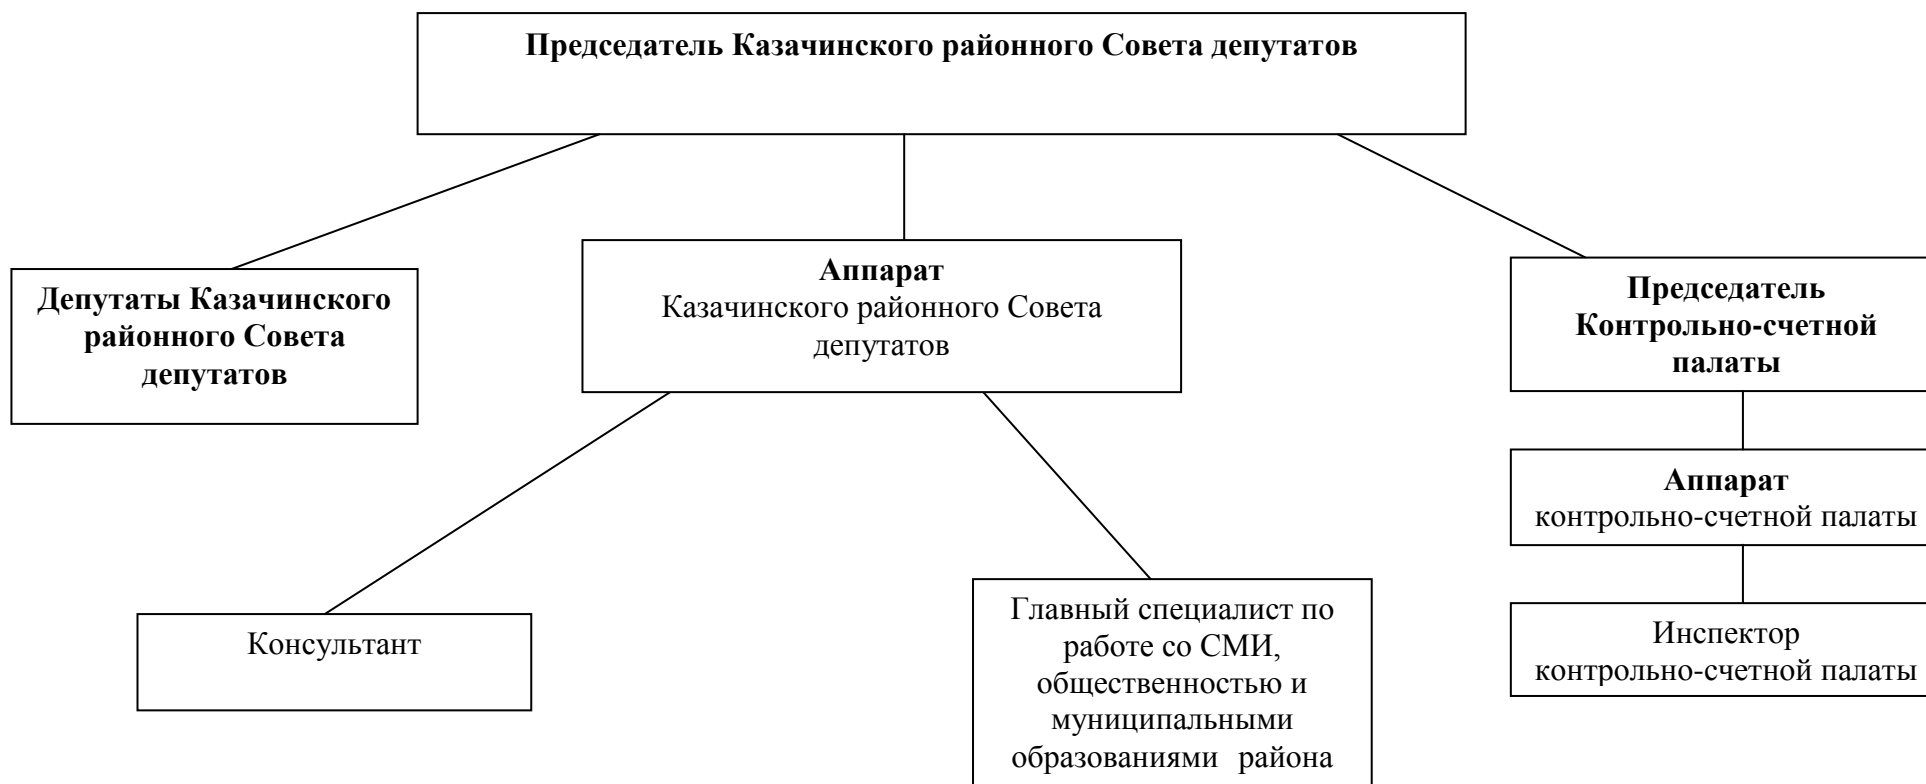 Председатель Казачинского районного Совета депутатов
Депутаты Казачинского
районного Совета
депутатов
Аппарат
Казачинского районного Совета
депутатов
Председатель
Контрольно-счетной
палаты
Аппарат
контрольно-счетной палаты
Консультант
Главный специалист по
работе со СМИ,
общественностью и
муниципальными
образованиями района
Инспектор
контрольно-счетной палаты